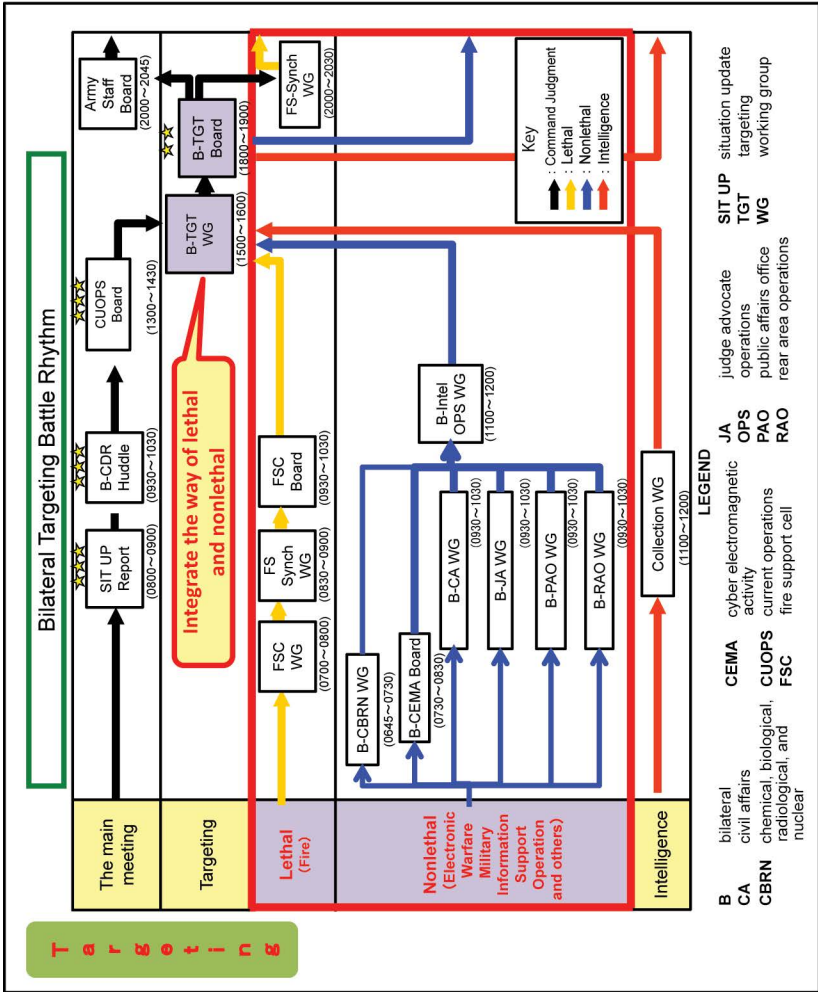 Bilateral Targeting Battle Rhythm
Targeting
The main
meeting
SIT UP
Report
(0800~0900)
B-CDR
Huddle
(0930~1030)
CUOPS
Board
(1300~1430)
Army
Staff
Board
(2000~2045)
Targeting
Integrate the way of lethal
and nonlethal
B-TGT
WG
(1500~1600)
B-TGT
Board
(1800~1900)
Lethal
(Fire)
FSC
WG
(0700~0800)
FS
Synch
WG
(0830~0900)
FSC
Board
(0930~1030)
FS-Synch
WG
(2000~2030)
Nonlethal
(Electronic
Warfare
Military
Information
Support
Operation
and others)
B-CBRN WG
(0645~0730)
B-CEMA Board
(0730~0830)
B-CA WG
(0930~1030)
B-JA WG
(0930~1030)
B-PAO WG
(0930~1030)
B-RAO WG
(0930~1030)
B-Intel
OPS WG
(1100~1200)
Key
: Command Judgment
: Lethal
: Nonlethal
: Intelligence
Intelligence
Collection WG
(1100~1200)
LEGEND
B bilateral
CA civil affairs
CBRN chemical, biological,
radiological, and
nuclear
CEMA cyber electromagnetic
activity
CUOPS current operations
FSC fire support cell
JA judge advocate
OPS operations
PAO public affairs office
RAO rear area operations
SIT UP situation update
TGT targeting
WG working group